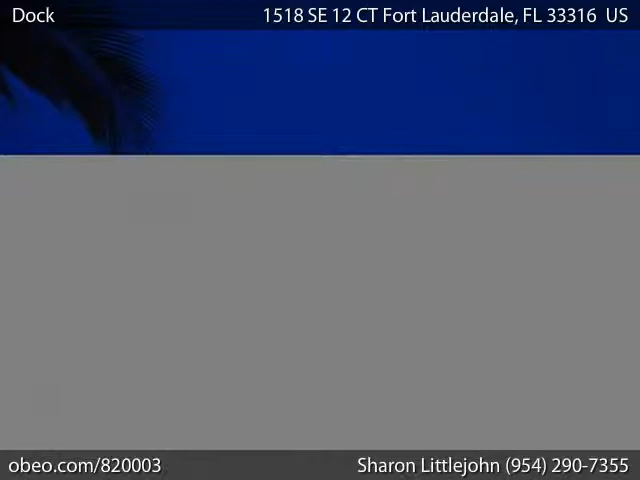 Dock
1518 SE 12 CT Fort Lauderdale, FL 33316 US
obeo.com/820003
Sharon Littlejohn (954) 290-7355